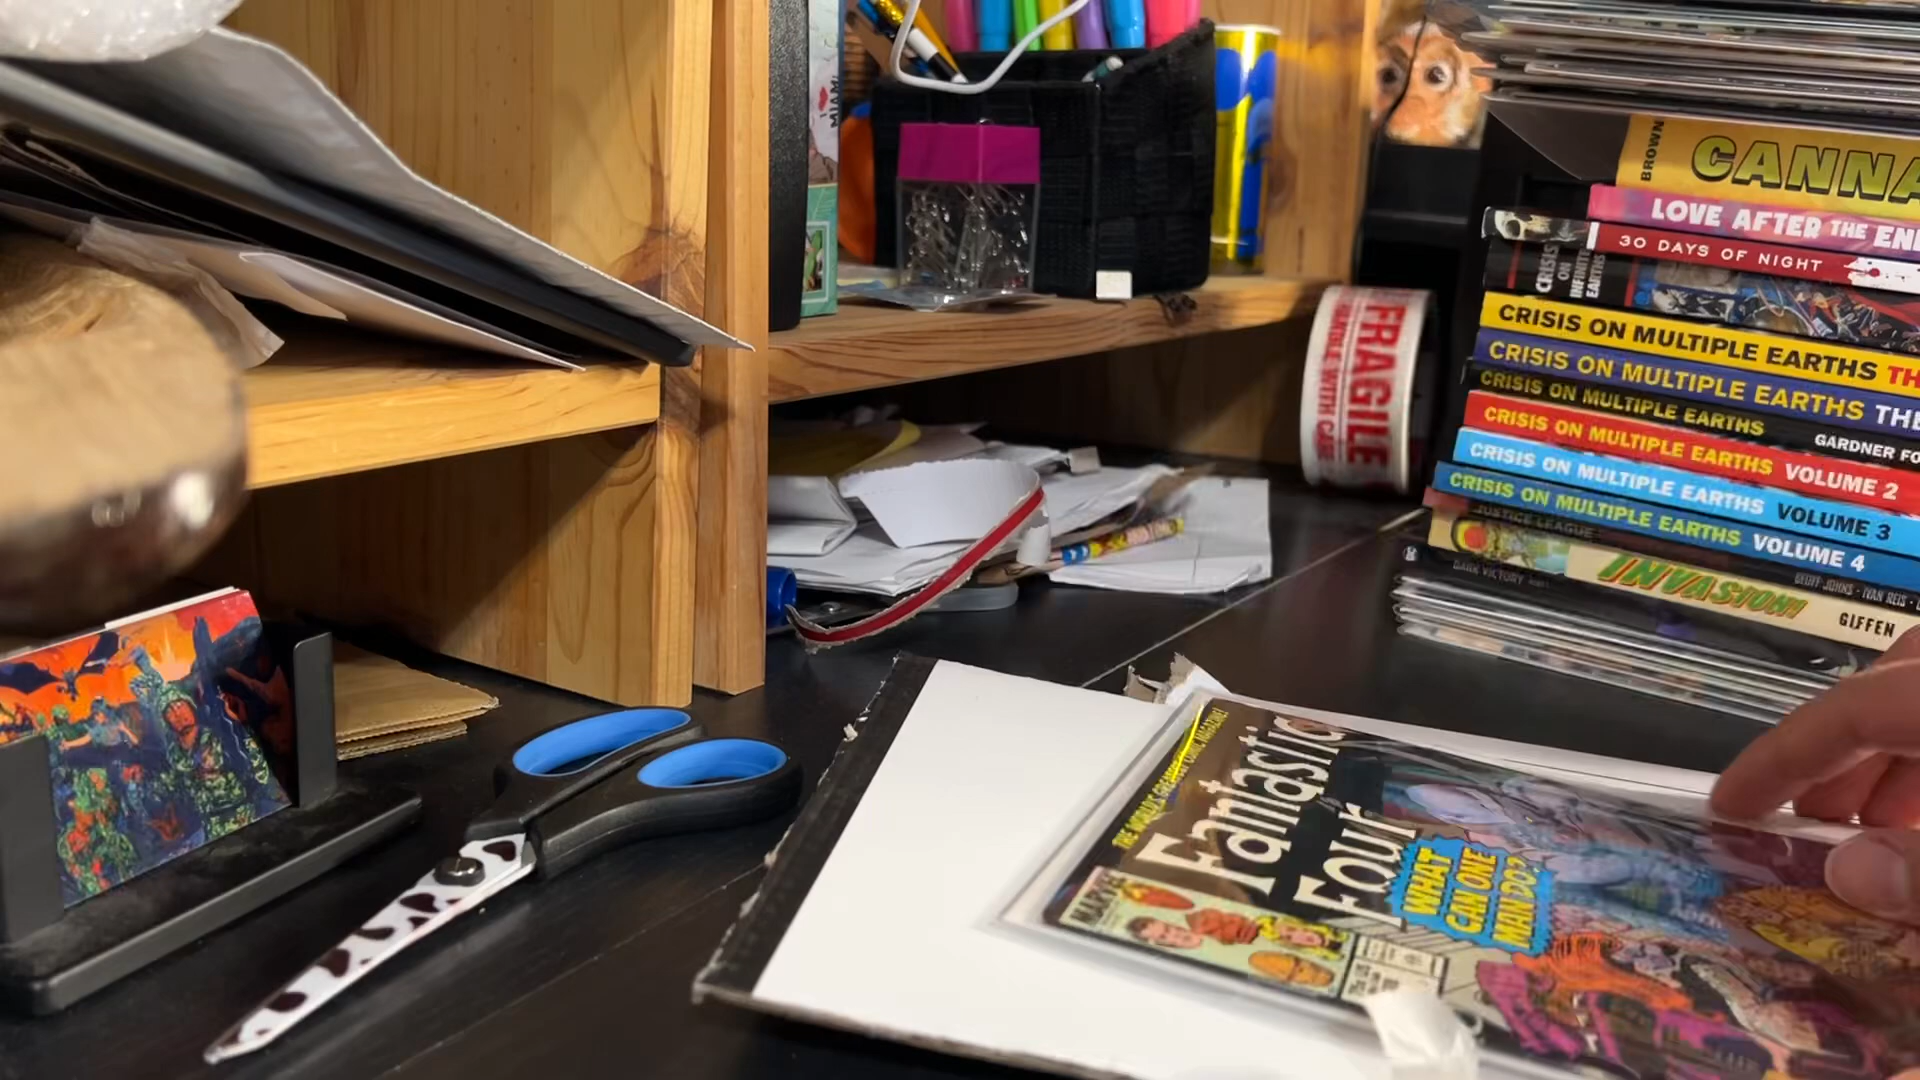 MIAMI
FRAGILE
HANDLE WITH CARE
BROWN
CANNA
LOVE AFTER THE EN
30 DAYS OF NIGHT
CRISIS ON INFINITE EARTHS
CRISIS ON MULTIPLE EARTHS TH
CRISIS ON MULTIPLE EARTHS THE
CRISIS ON MULTIPLE EARTHS GARDNER FO
CRISIS ON MULTIPLE EARTHS VOLUME 2
CRISIS ON MULTIPLE EARTHS VOLUME 3
CRISIS ON MULTIPLE EARTHS VOLUME 4
JUSTICE LEAGUE GEOFF JOHNS • IVAN REIS
INVASION! GIFFEN
DARK VICTORY
THE WORLD'S GREATEST COMIC MAGAZINE!
Fantastic
Four
WHAT
CAN ONE
MAN DO?
MARVEL